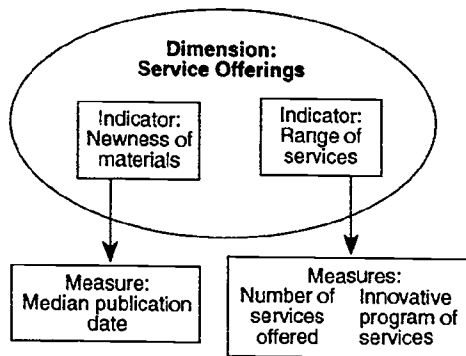 Dimension:
Service Offerings
Indicator:
Newness of
materials
Indicator:
Range of
services
Measure:
Median publication
date
Measures:
Number of
services
offered
Innovative
program of
services